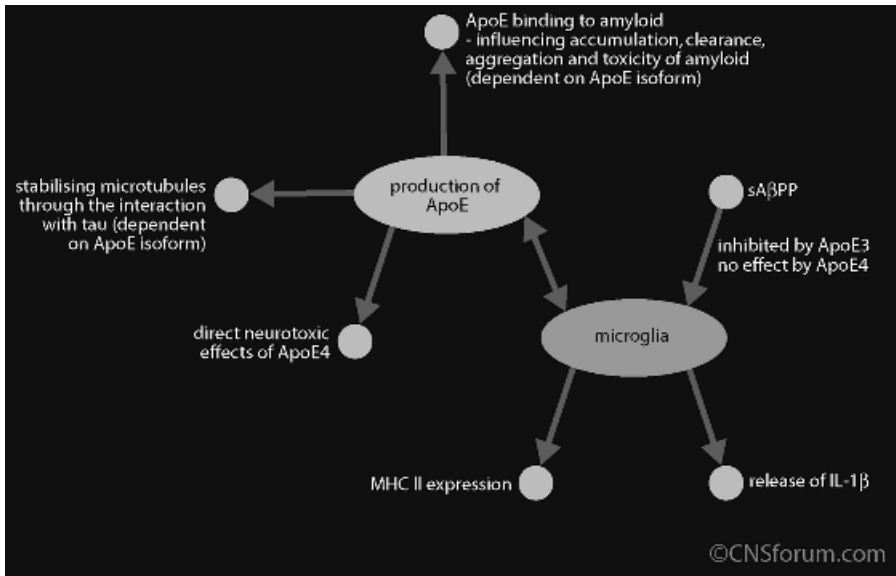 ApoE binding to amyloid
- influencing accumulation, clearance,
aggregation and toxicity of amyloid
(dependent on ApoE isoform)
production of
ApoE
stabilising microtubules
through the interaction
with tau (dependent
on ApoE isoform)
sAβPP
inhibited by ApoE3
no effect by ApoE4
direct neurotoxic
effects of ApoE4
microglia
MHC II expression
release of IL-1β
©CNSforum.com